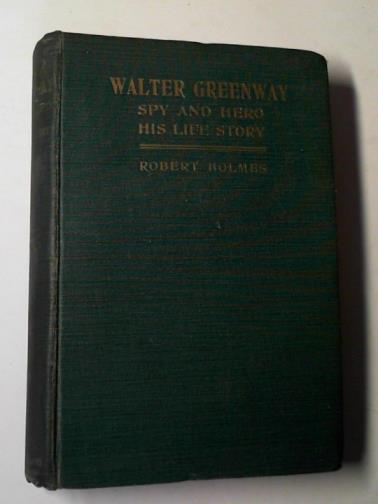 WALTER GREENWAY
SPY AND HERO
HIS LIFE STORY
ROBERT HOLMES